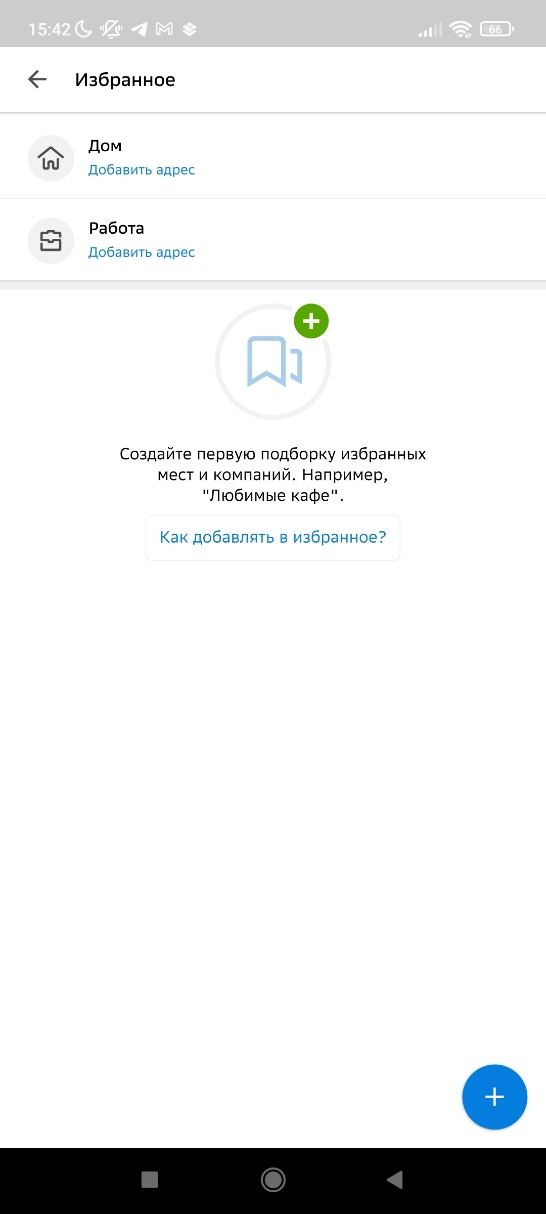 15:42
66
Избранное
Дом
Добавить адрес
Работа
Добавить адрес
Создайте первую подборку избранных
мест и компаний. Например,
"Любимые кафе".
Как добавлять в избранное?